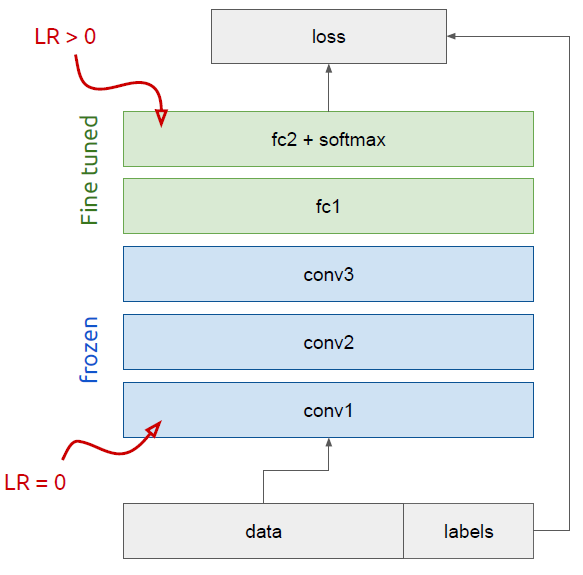 LR > 0
loss
Fine tuned
fc2 + softmax
fc1
conv3
frozen
conv2
conv1
LR = 0
data
labels